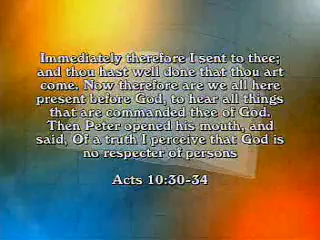 Immediately therefore I sent to thee;
and thou hast well done that thou art
come. Now therefore are we all here
present before God, to hear all things
that are commanded thee of God.
Then Peter opened his mouth, and
said, Of a truth I perceive that God is
no respecter of persons
Acts 10:30-34